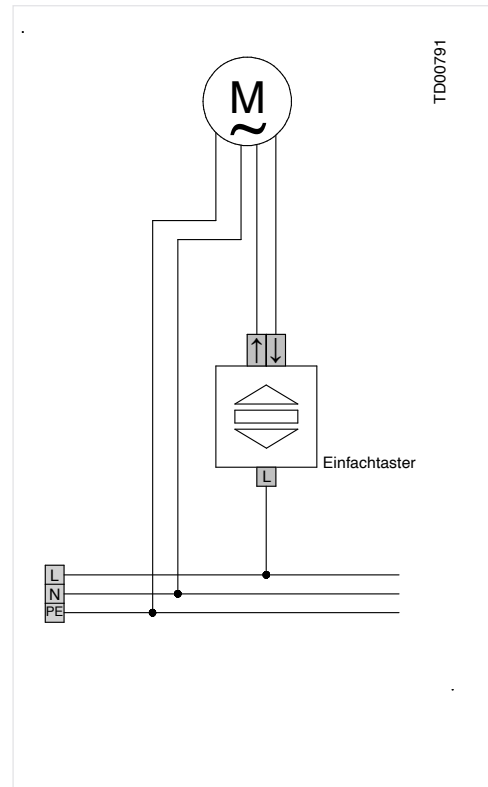 TD00791
M
~
↑ ↓
Einfachtaster
L
L
N
PE